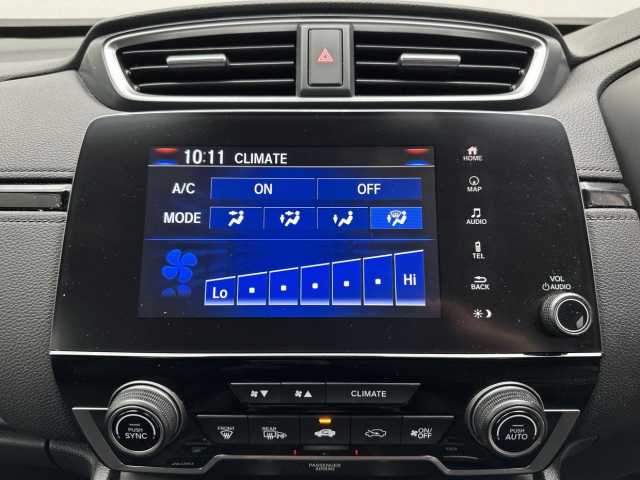 10:11 CLIMATE
HOME
A/C ON OFF
MAP
MODE
AUDIO
TEL
BACK
Lo Hi
VOL
AUDIO
CLIMATE
PUSH
SYNC
FRONT
REAR
ON/
OFF
PUSH
AUTO
PASSENGER
AIRBAG